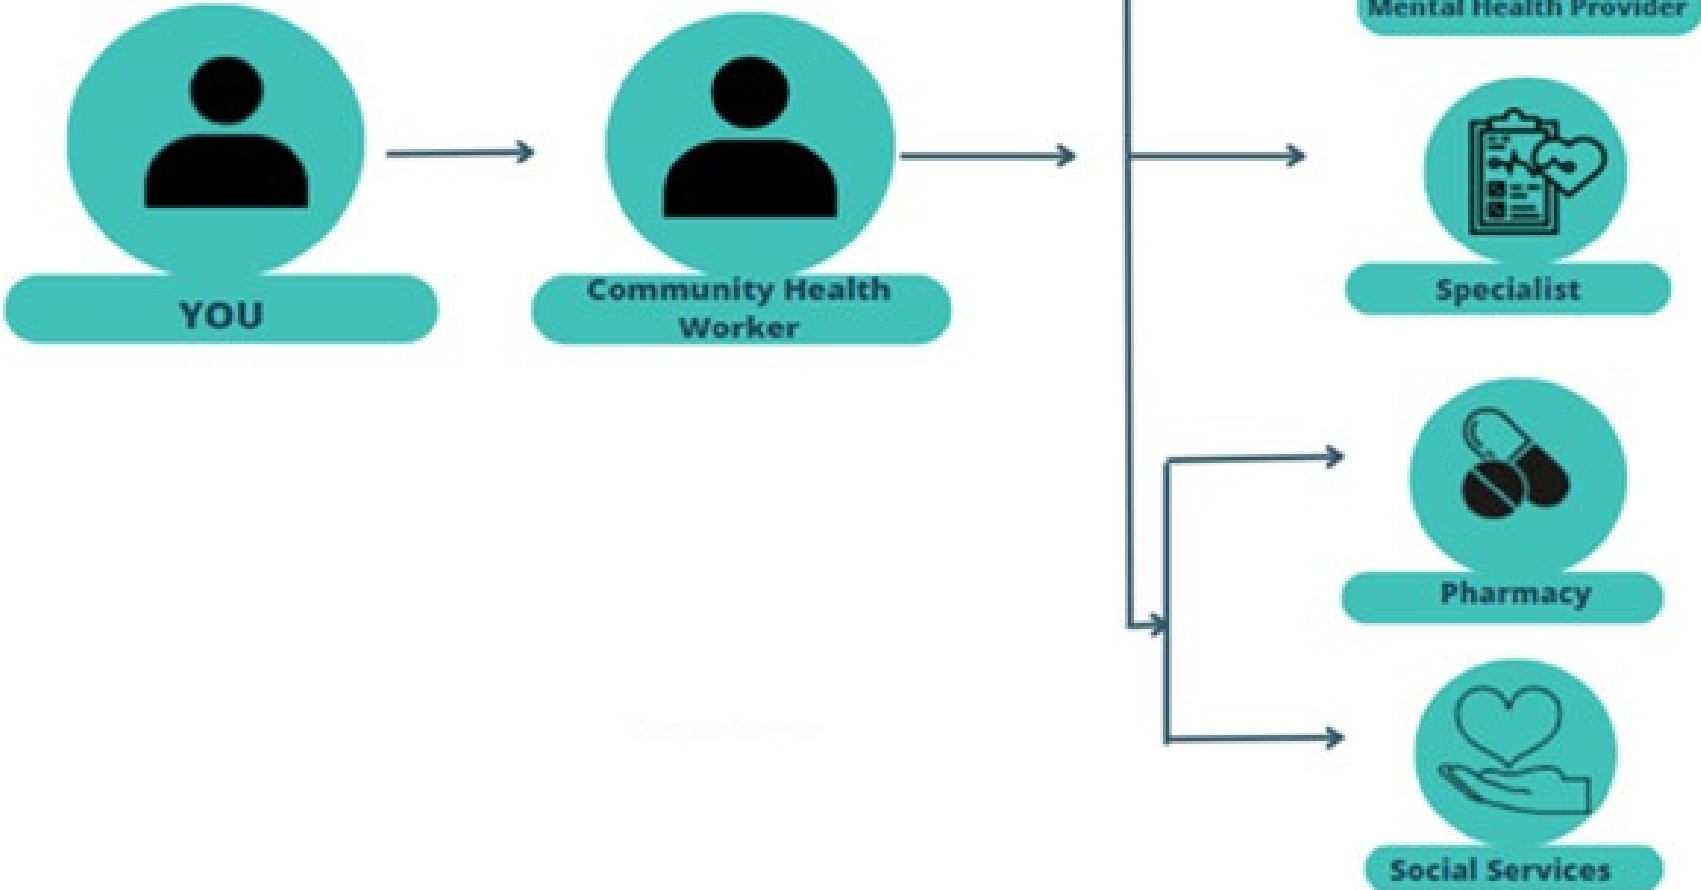 Mental Health Provider
YOU
Community Health
Worker
Specialist
Pharmacy
Social Services